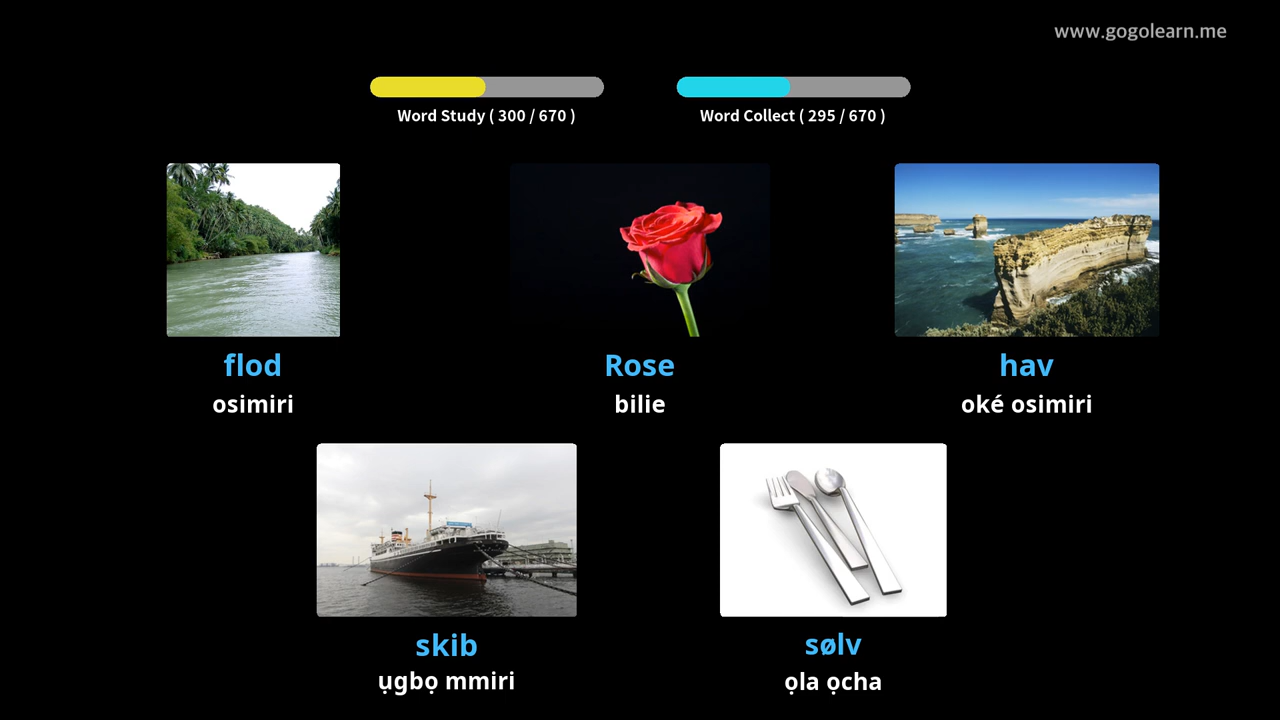 www.gogolearn.me
Word Study ( 300 / 670 )
Word Collect ( 295 / 670 )
flod
osimiri
Rose
bilie
hav
oké osimiri
skib
ụgbọ mmiri
sølv
ọla ọcha